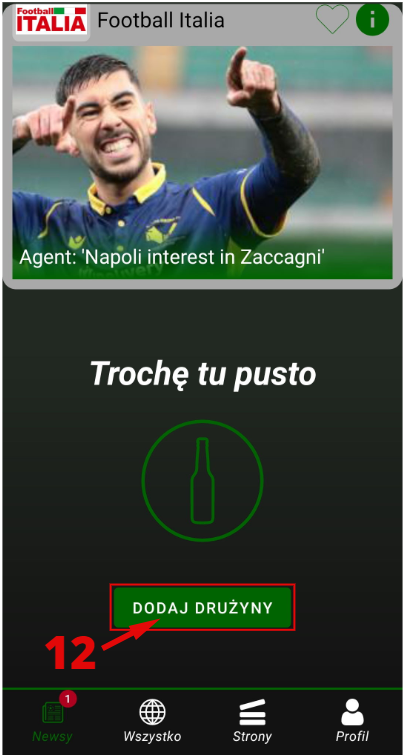 Football
ITALIA
Football Italia
i
Agent: 'Napoli interest in Zaccagni'
Trochę tu pusto
DODAJ DRUŻYNY
12
1
Newsy
Wszystko
Strony
Profil